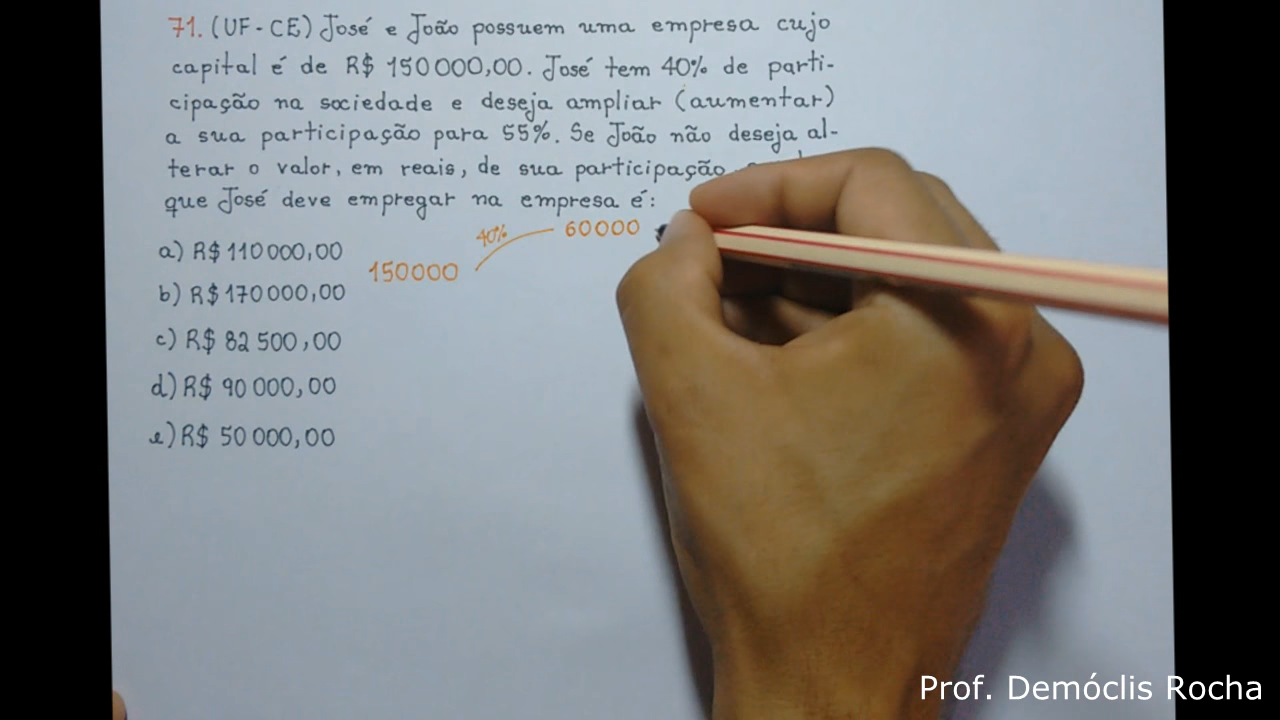 71. (UF-CE) José e João possuem uma empresa cujo
capital é de R$ 150000,00. José tem 40% de parti-
cipação na sociedade e deseja ampliar (aumentar)
a sua participação para 55%. Se João não deseja al-
terar o valor, em reais, de sua participação
que José deve empregar na empresa é:
a) R$ 110 000,00
b) R$ 170 000,00
c) R$ 82 500,00
d) R$ 90 000,00
e) R$ 50 000,00
150000
40%
60000
Prof. Demóclis Rocha